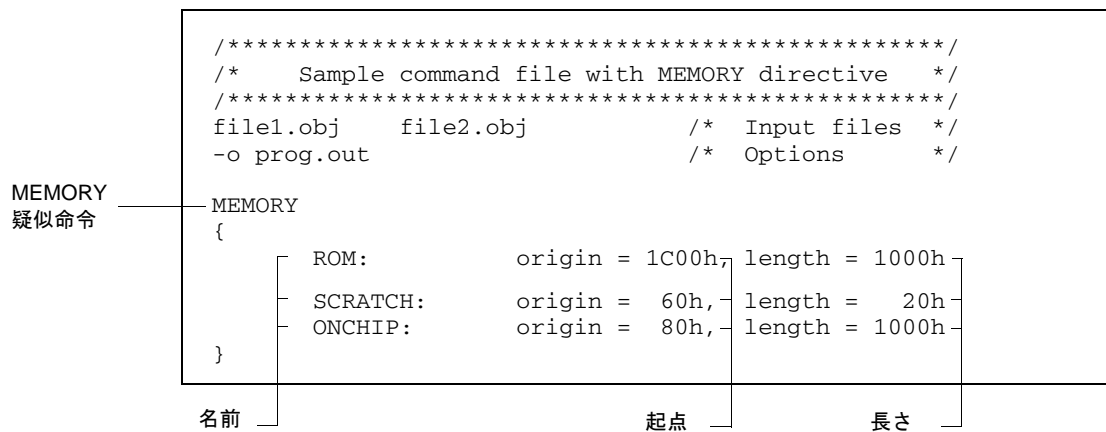 /**************************************************/
/*    Sample command file with MEMORY directive   */
/**************************************************/
file1.obj    file2.obj    /*  Input files  */
-o prog.out    /*  Options      */
MEMORY
疑似命令
MEMORY
{
ROM:    origin = 1C00h, length = 1000h
SCRATCH:    origin =   60h, length =   20h
ONCHIP:    origin =   80h, length = 1000h
}
名前    起点    長さ